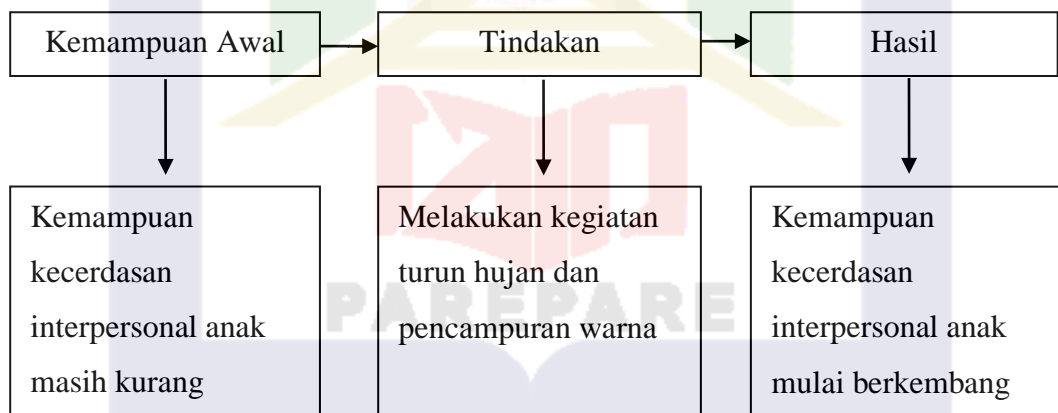 Kemampuan Awal
Tindakan
Hasil
Kemampuan
kecerdasan
interpersonal anak
masih kurang
Melakukan kegiatan
turun hujan dan
pencampuran warna
Kemampuan
kecerdasan
interpersonal anak
mulai berkembang
PAREPARE